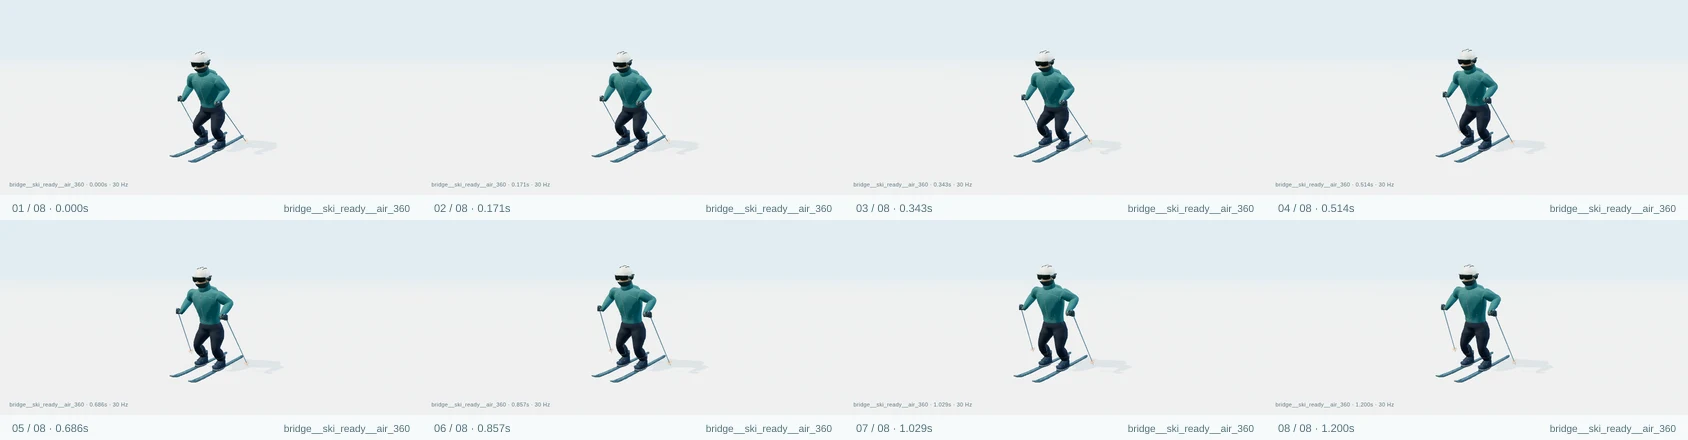 bridge__ski_ready__air_360 · 0.000s · 30 Hz
01 / 08 · 0.000s bridge__ski_ready__air_360
bridge__ski_ready__air_360 · 0.171s · 30 Hz
02 / 08 · 0.171s bridge__ski_ready__air_360
bridge__ski_ready__air_360 · 0.343s · 30 Hz
03 / 08 · 0.343s bridge__ski_ready__air_360
bridge__ski_ready__air_360 · 0.514s · 30 Hz
04 / 08 · 0.514s bridge__ski_ready__air_360
bridge__ski_ready__air_360 · 0.686s · 30 Hz
05 / 08 · 0.686s bridge__ski_ready__air_360
bridge__ski_ready__air_360 · 0.857s · 30 Hz
06 / 08 · 0.857s bridge__ski_ready__air_360
bridge__ski_ready__air_360 · 1.029s · 30 Hz
07 / 08 · 1.029s bridge__ski_ready__air_360
bridge__ski_ready__air_360 · 1.200s · 30 Hz
08 / 08 · 1.200s bridge__ski_ready__air_360